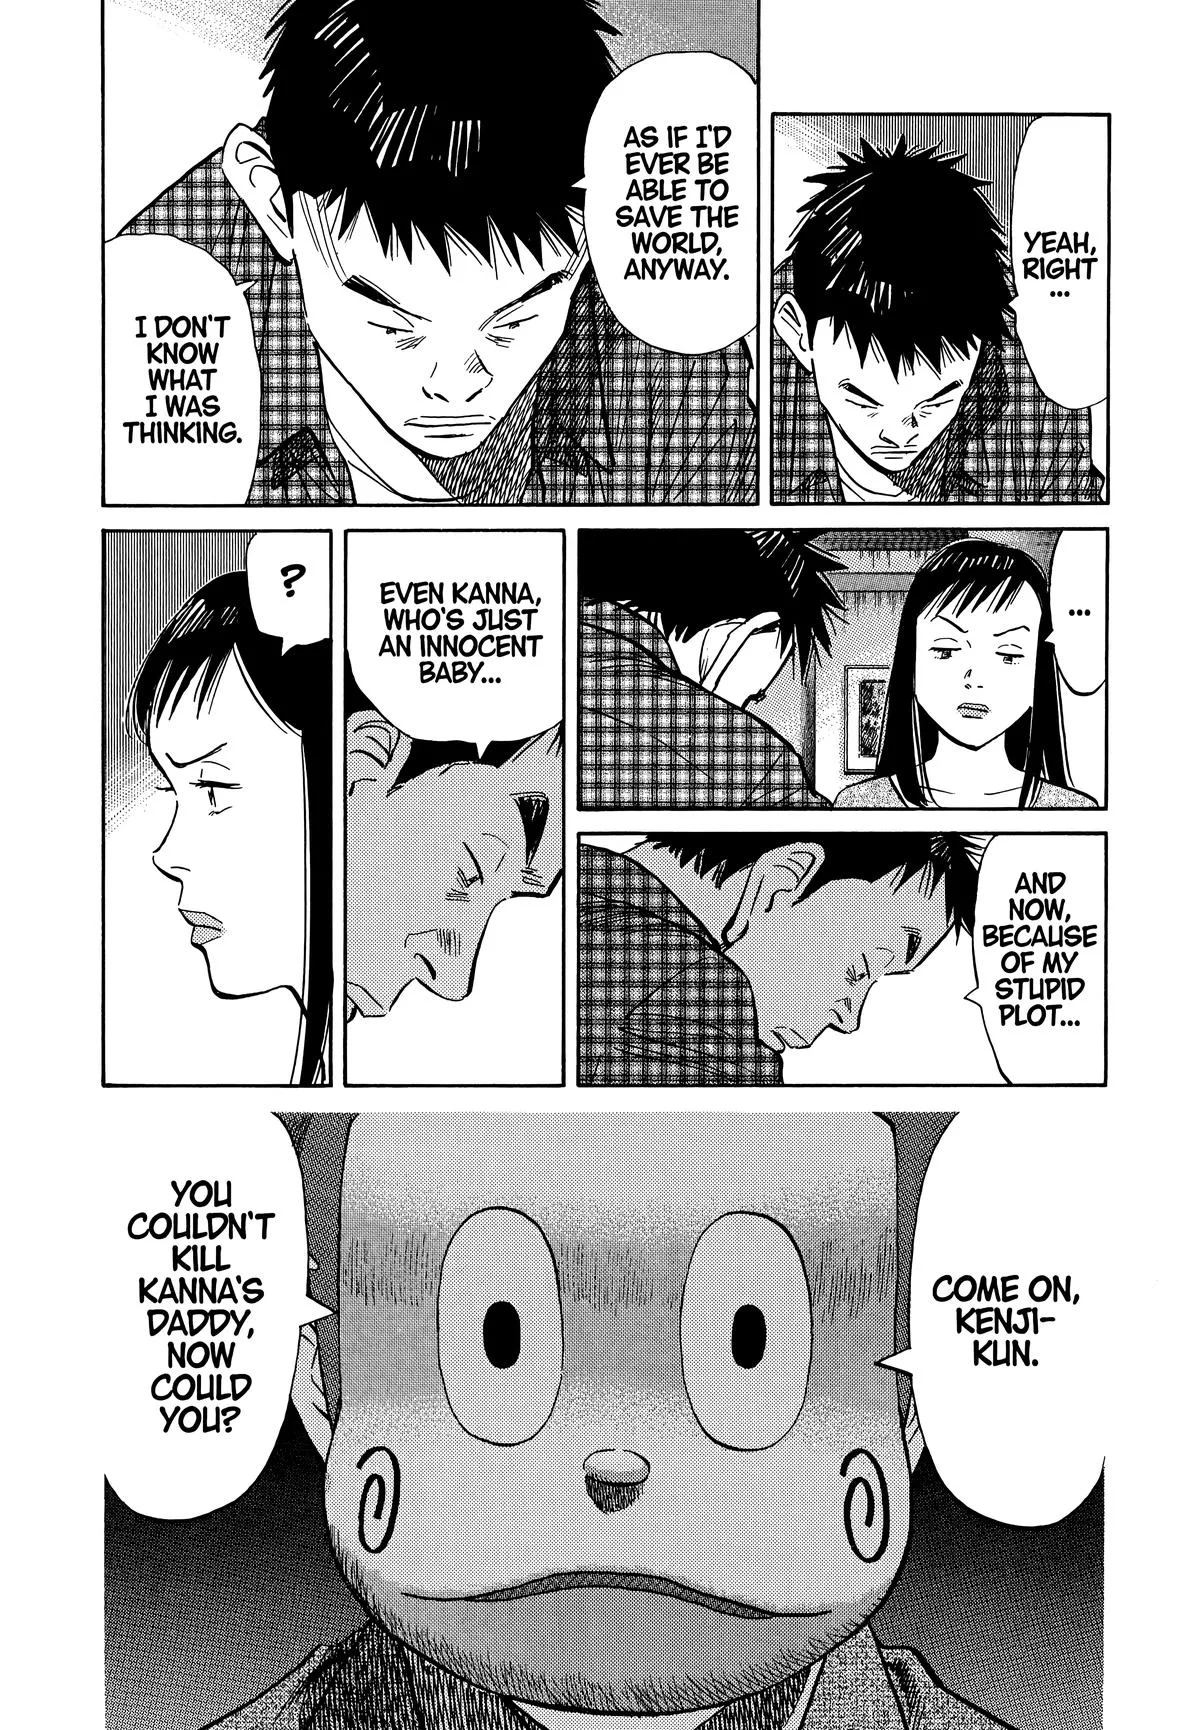 YEAH,
RIGHT
...
AS IF I'D
EVER BE
ABLE TO
SAVE THE
WORLD,
ANYWAY.
I DON'T
KNOW
WHAT
I WAS
THINKING.
...
AND
NOW,
BECAUSE
OF MY
STUPID
PLOT...
EVEN KANNA,
WHO'S JUST
AN INNOCENT
BABY...
?
COME ON,
KENJI-
KUN.
YOU
COULDN'T
KILL
KANNA'S
DADDY,
NOW
COULD
YOU?